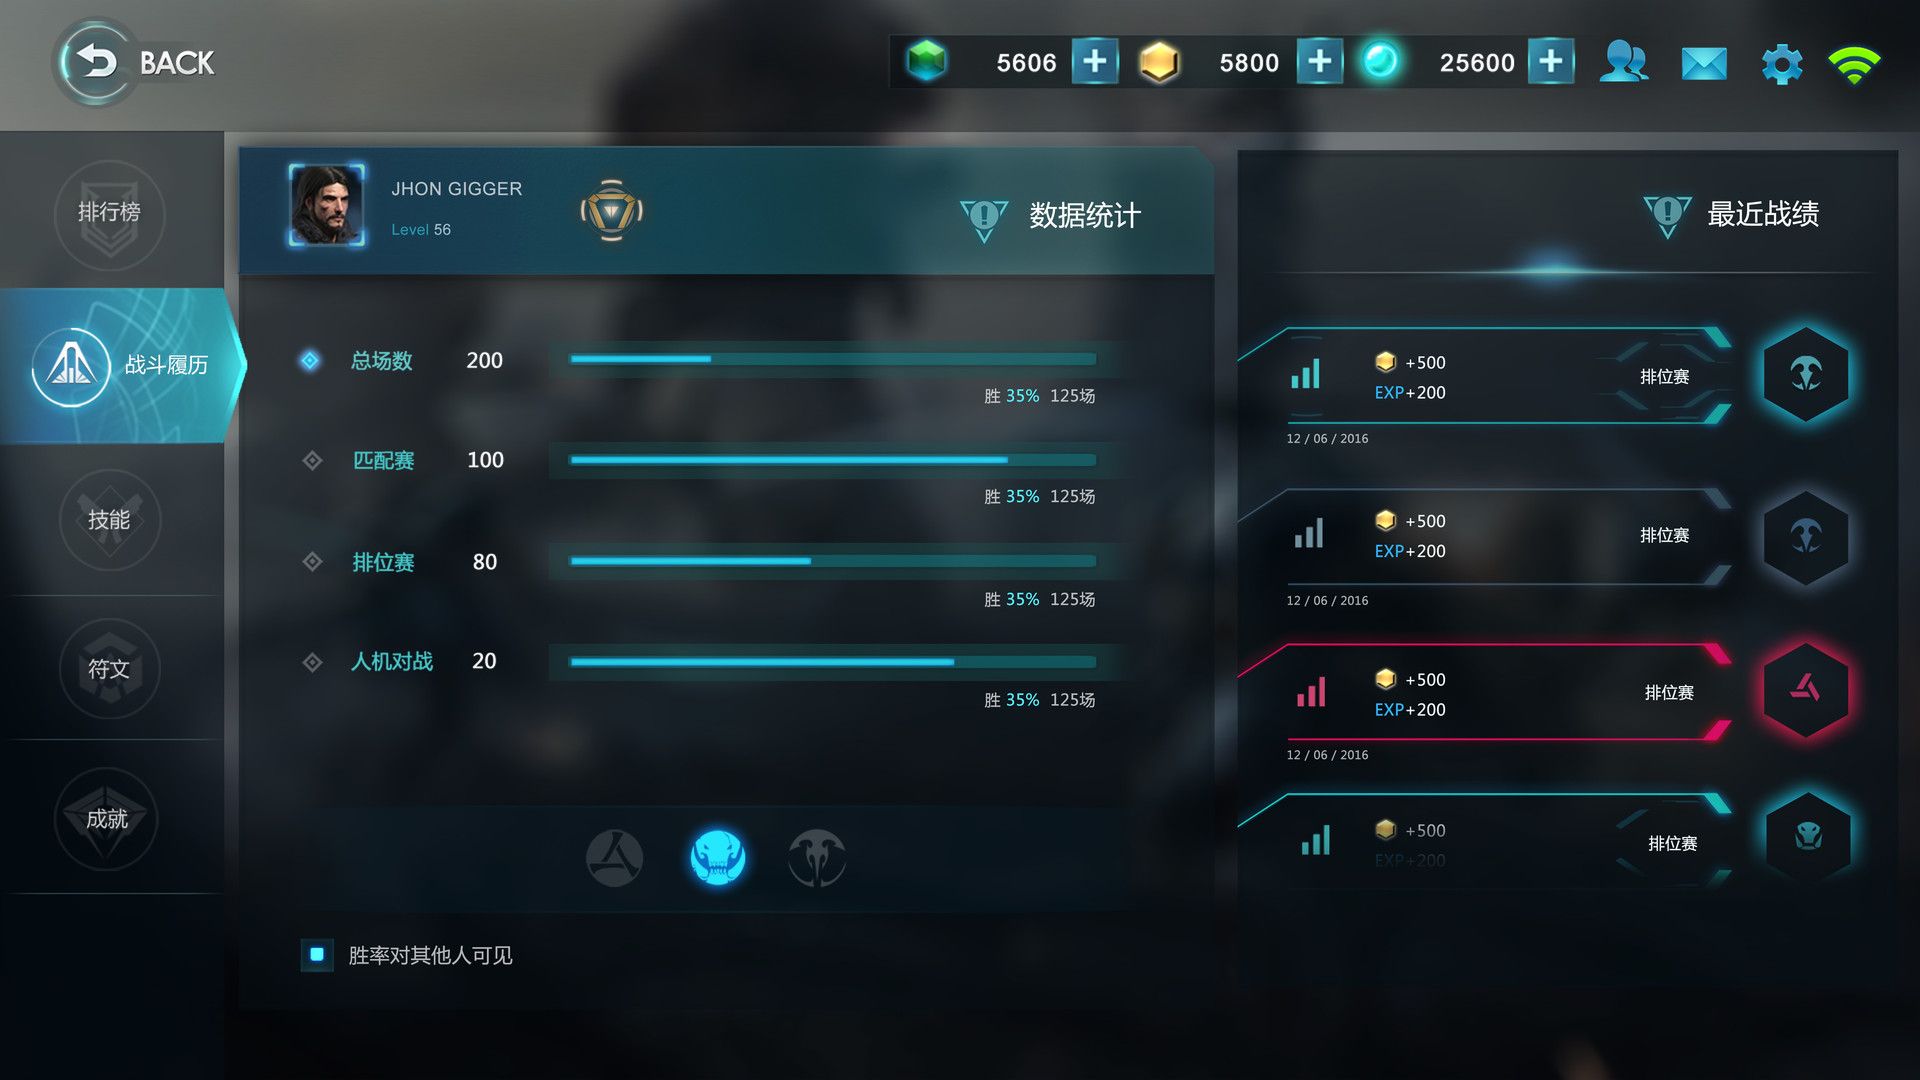 BACK
5606
5800
25600
排行榜
战斗履历
技能
符文
成就
JHON GIGGER
Level 56
数据统计
总场数 200
胜 35% 125场
匹配赛 100
胜 35% 125场
排位赛 80
胜 35% 125场
人机对战 20
胜 35% 125场
胜率对其他人可见
最近战绩
+500
EXP+200
排位赛
12 / 06 / 2016
+500
EXP+200
排位赛
12 / 06 / 2016
+500
EXP+200
排位赛
12 / 06 / 2016
+500
EXP+200
排位赛